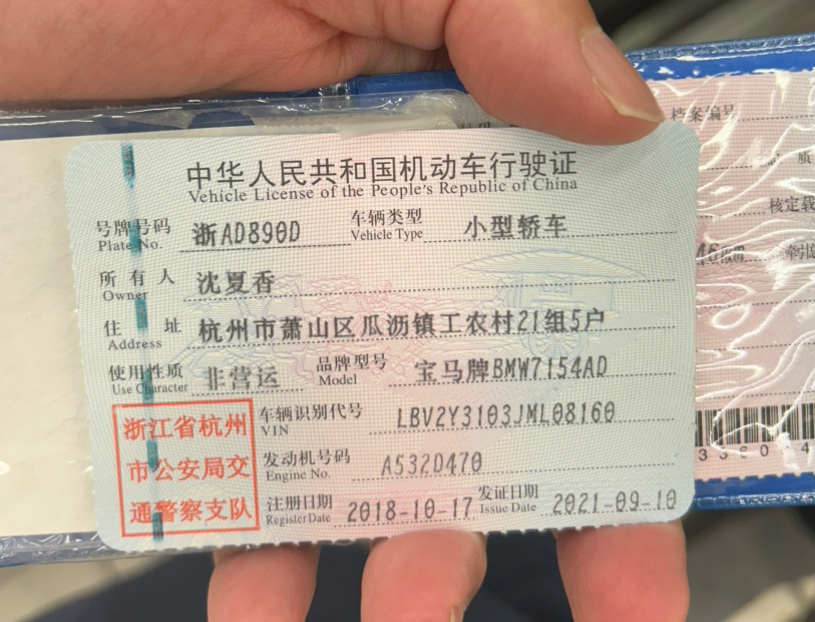 中华人民共和国机动车行驶证
Vehicle License of the People's Republic of China
号牌号码 浙AD890D 车辆类型 小型轿车
Plate No. Vehicle Type
所有人 沈夏香
Owner
住址 杭州市萧山区瓜沥镇工农村21组5户
Address
使用性质 非营运 品牌型号 宝马牌BMW7154AD
Use Character Model
浙江省杭州
市公安局交
通警察支队
车辆识别代号 LBV2Y3103JML08160
VIN
发动机号码 A532D470
Engine No.
注册日期 2018-10-17 发证日期 2021-09-10
Register Date Issue Date
档案编号
质
核定载
46